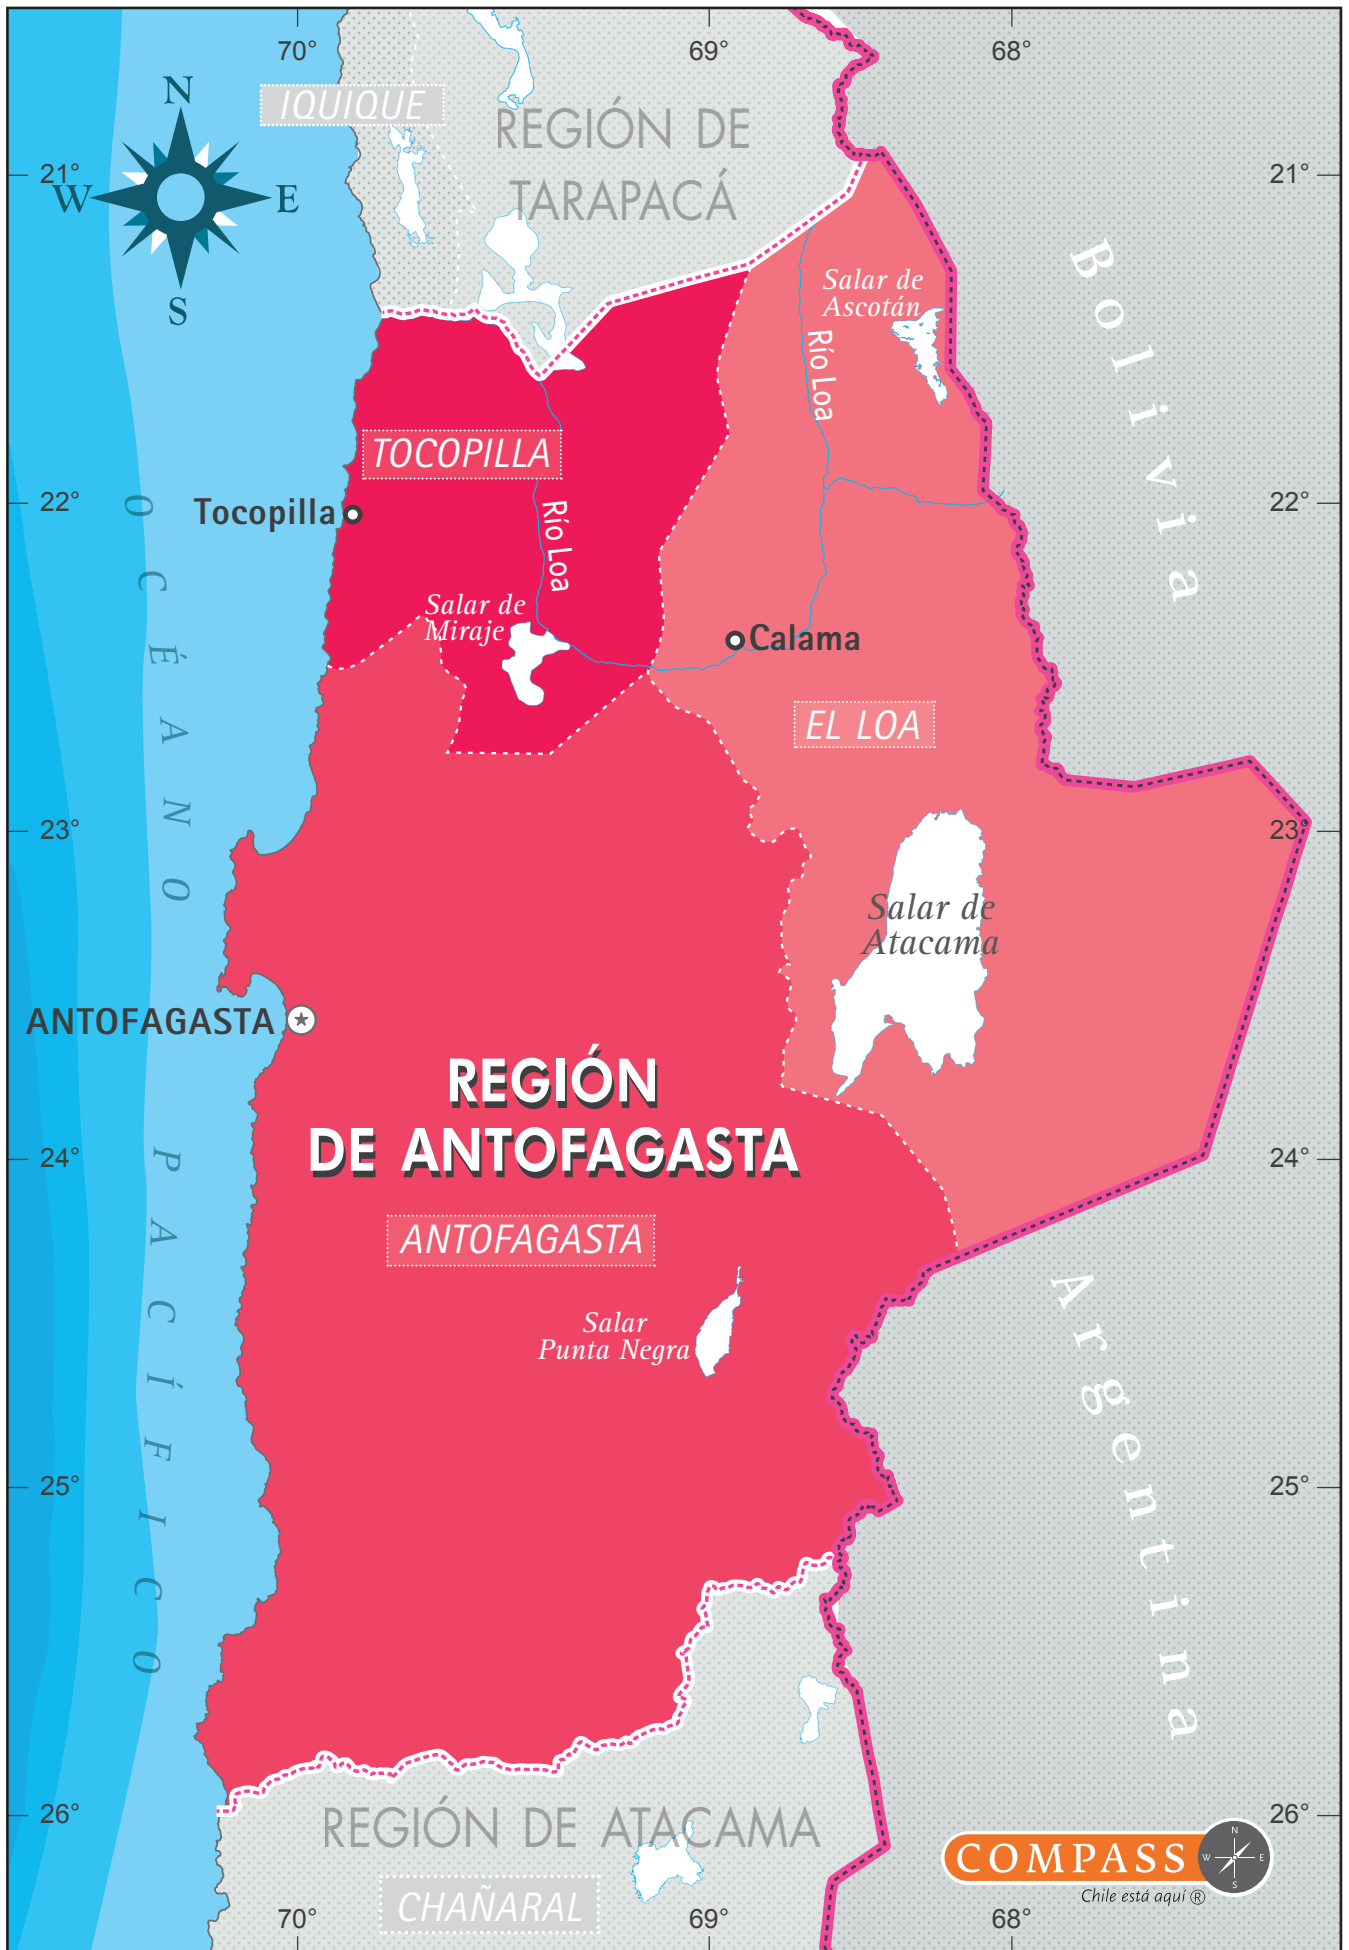 70°
69°
68°
N
W
E
S
IQUIQUE
REGIÓN DE
TARAPACÁ
21°
21°
Bolivia
Salar de
Ascotán
Río Loa
TOCOPILLA
22°
22°
Tocopilla
Río Loa
Salar de
Miraje
Calama
EL LOA
OCÉANO
23°
23°
Salar de
Atacama
ANTOFAGASTA
REGIÓN
DE ANTOFAGASTA
24°
24°
PACÍFICO
ANTOFAGASTA
Argentina
Salar
Punta Negra
25°
25°
26°
26°
REGIÓN DE ATACAMA
CHAÑARAL
COMPASS
N
W
E
S
Chile está aquí ®
70°
69°
68°